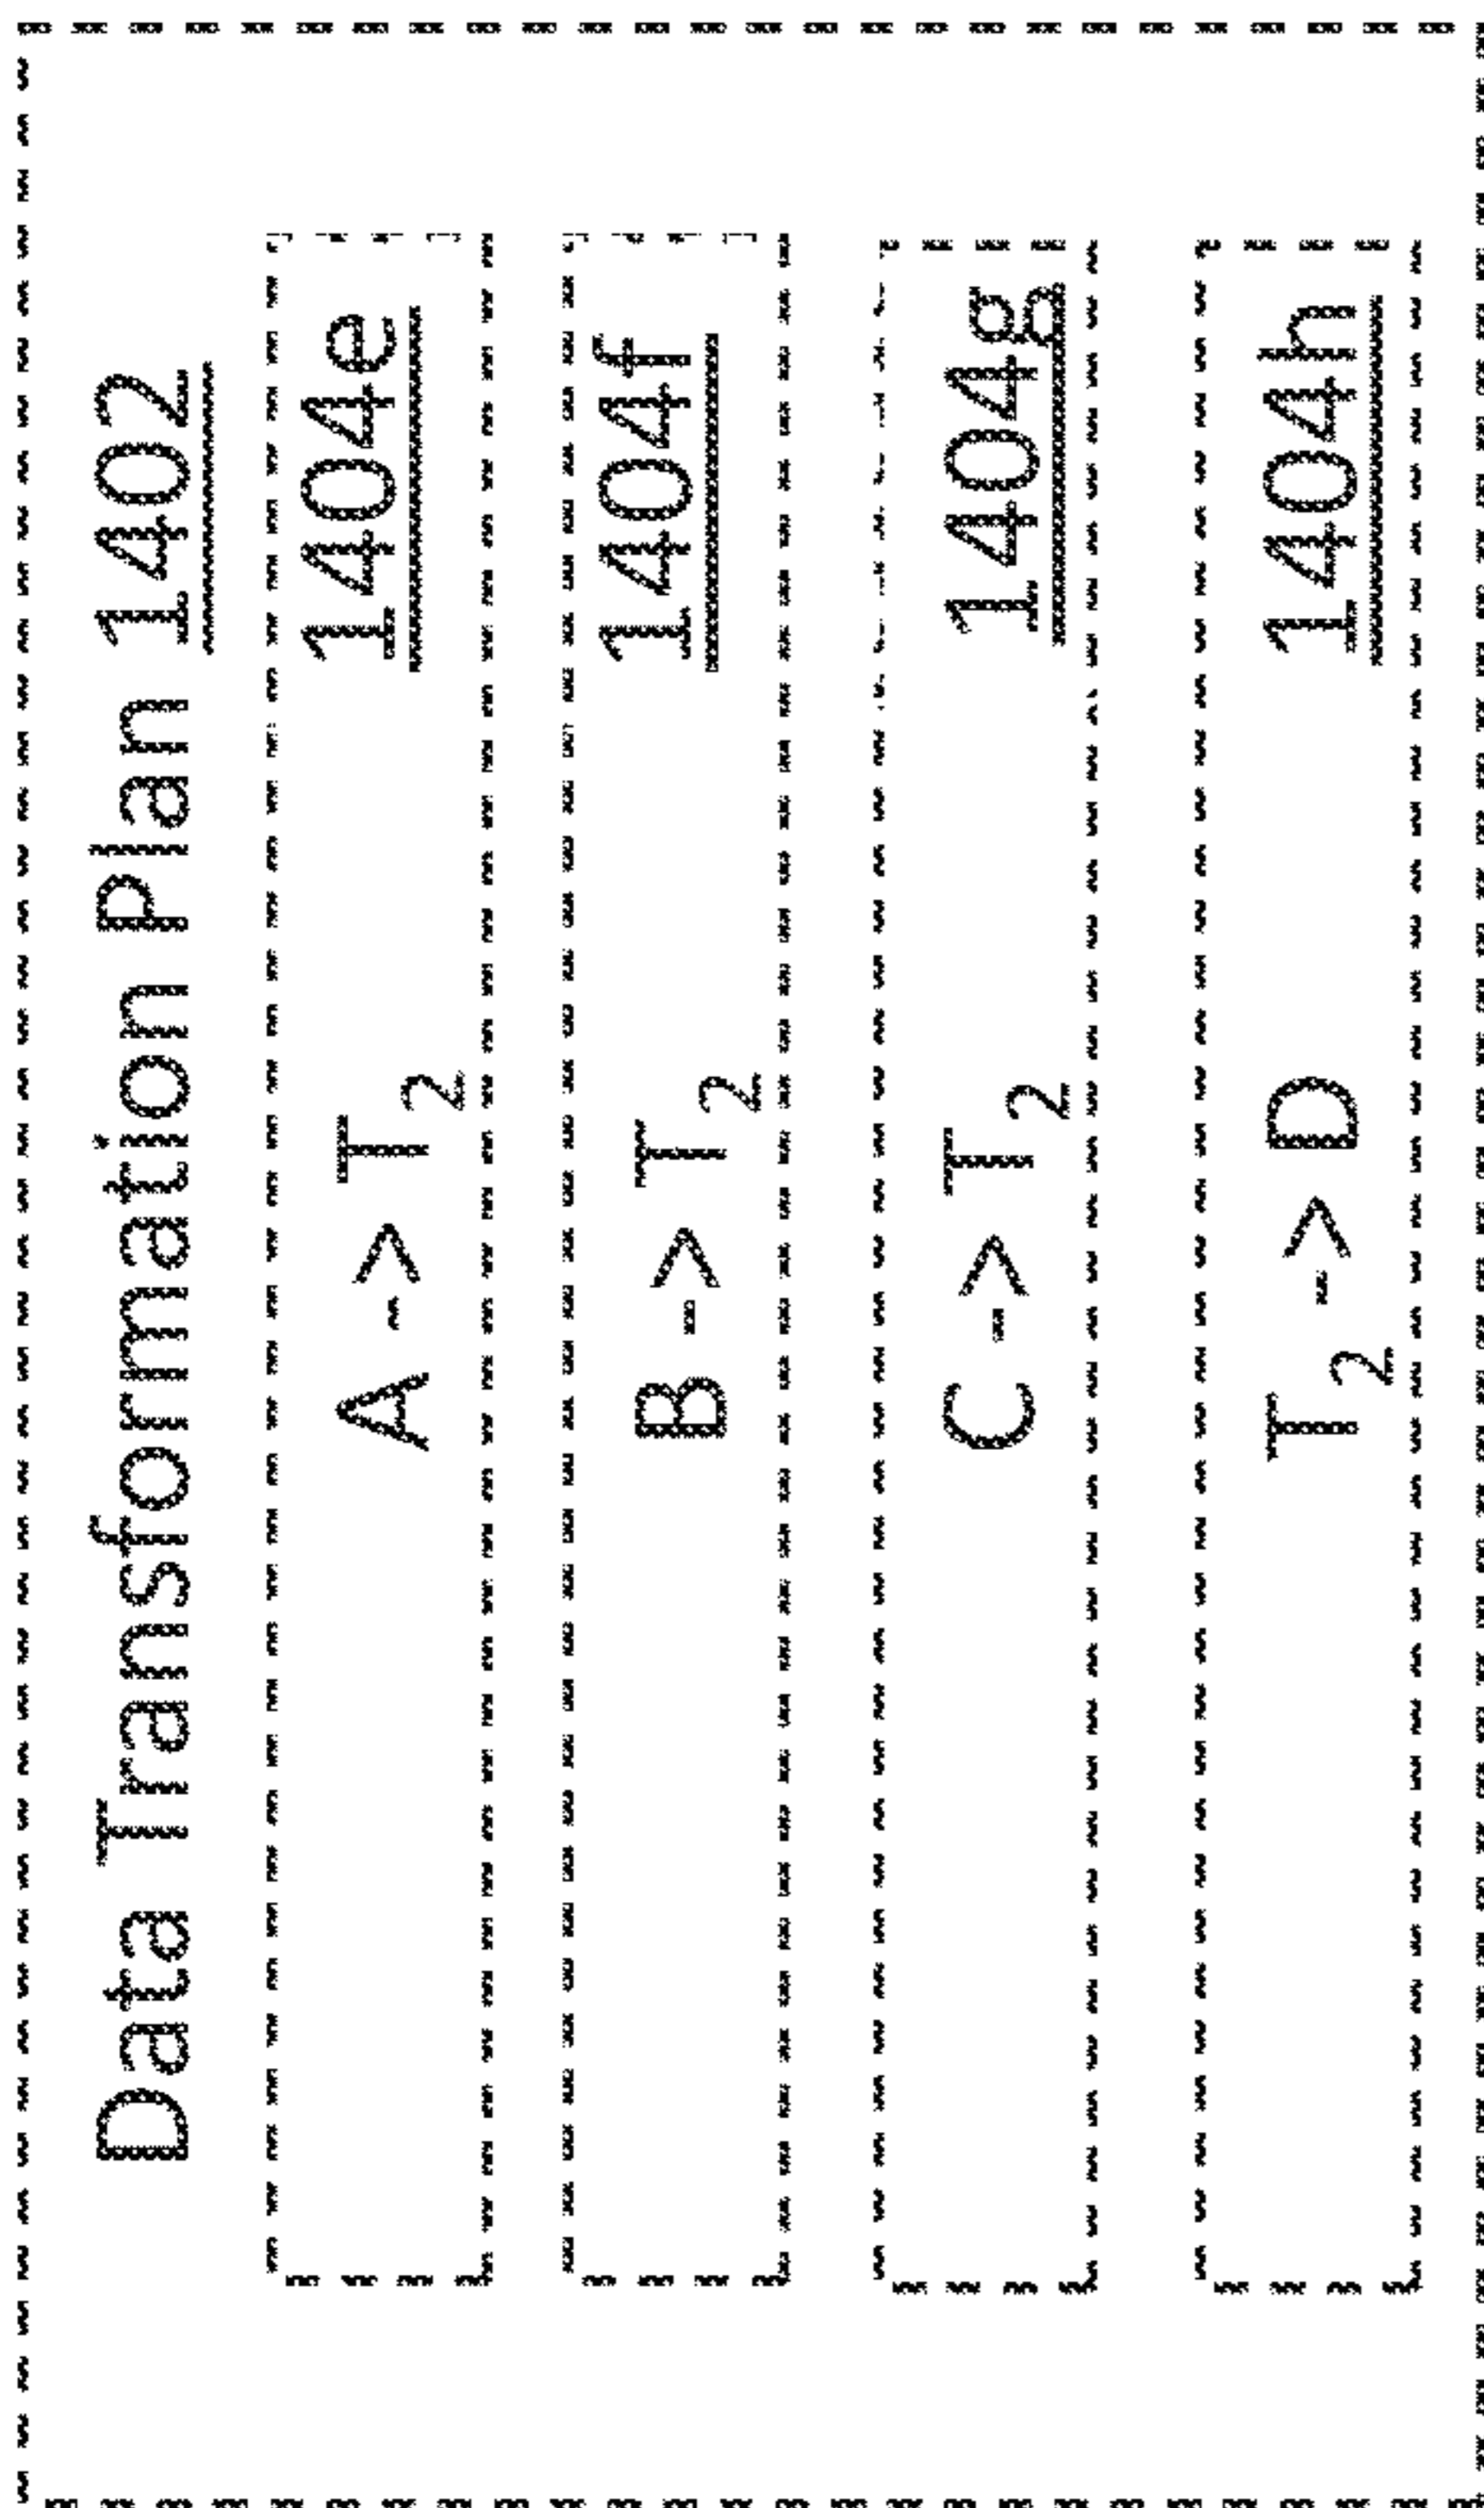 Data Transformation Plan 1402
1404e
A -> T2
1404f
B -> T2
1404g
C -> T2
1404h
T2 -> D